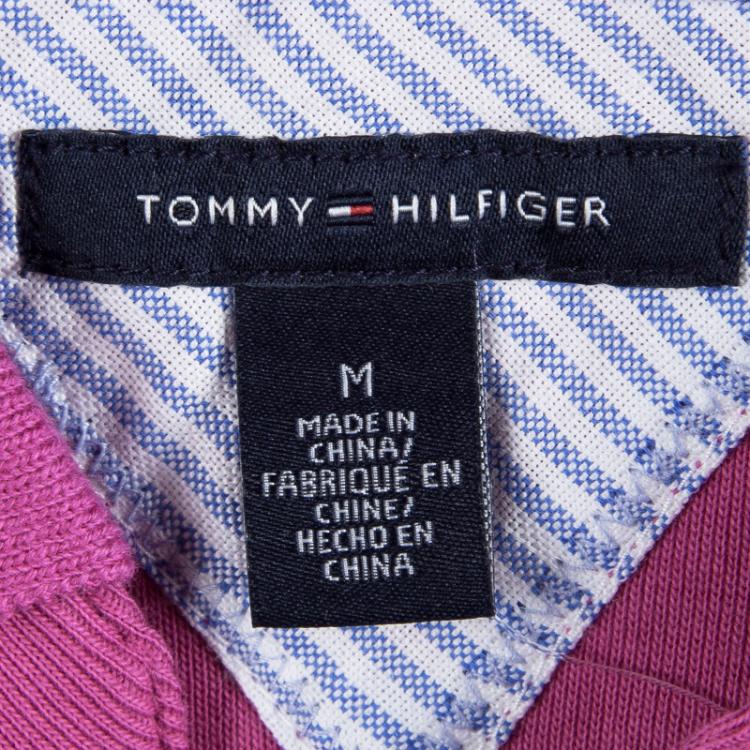 TOMMY HILFIGER
M
MADE IN
CHINA/
FABRIQUÉ EN
CHINE/
HECHO EN
CHINA